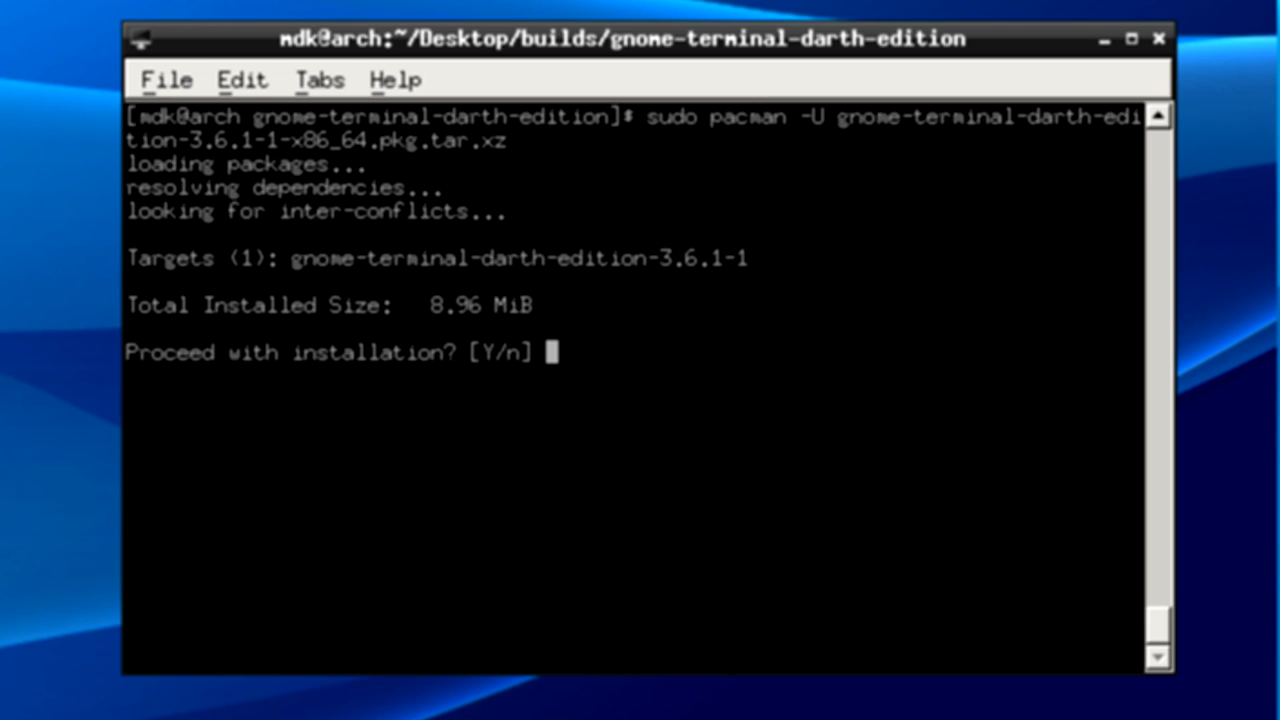 mdk@arch:~/Desktop/builds/gnome-terminal-darth-edition
File Edit Tabs Help
[mdk@arch gnome-terminal-darth-edition]$ sudo pacman -U gnome-terminal-darth-edi
tion-3.6.1-1-x86_64.pkg.tar.xz
loading packages...
resolving dependencies...
looking for inter-conflicts...
Targets (1): gnome-terminal-darth-edition-3.6.1-1
Total Installed Size: 8.96 MiB
Proceed with installation? [Y/n]